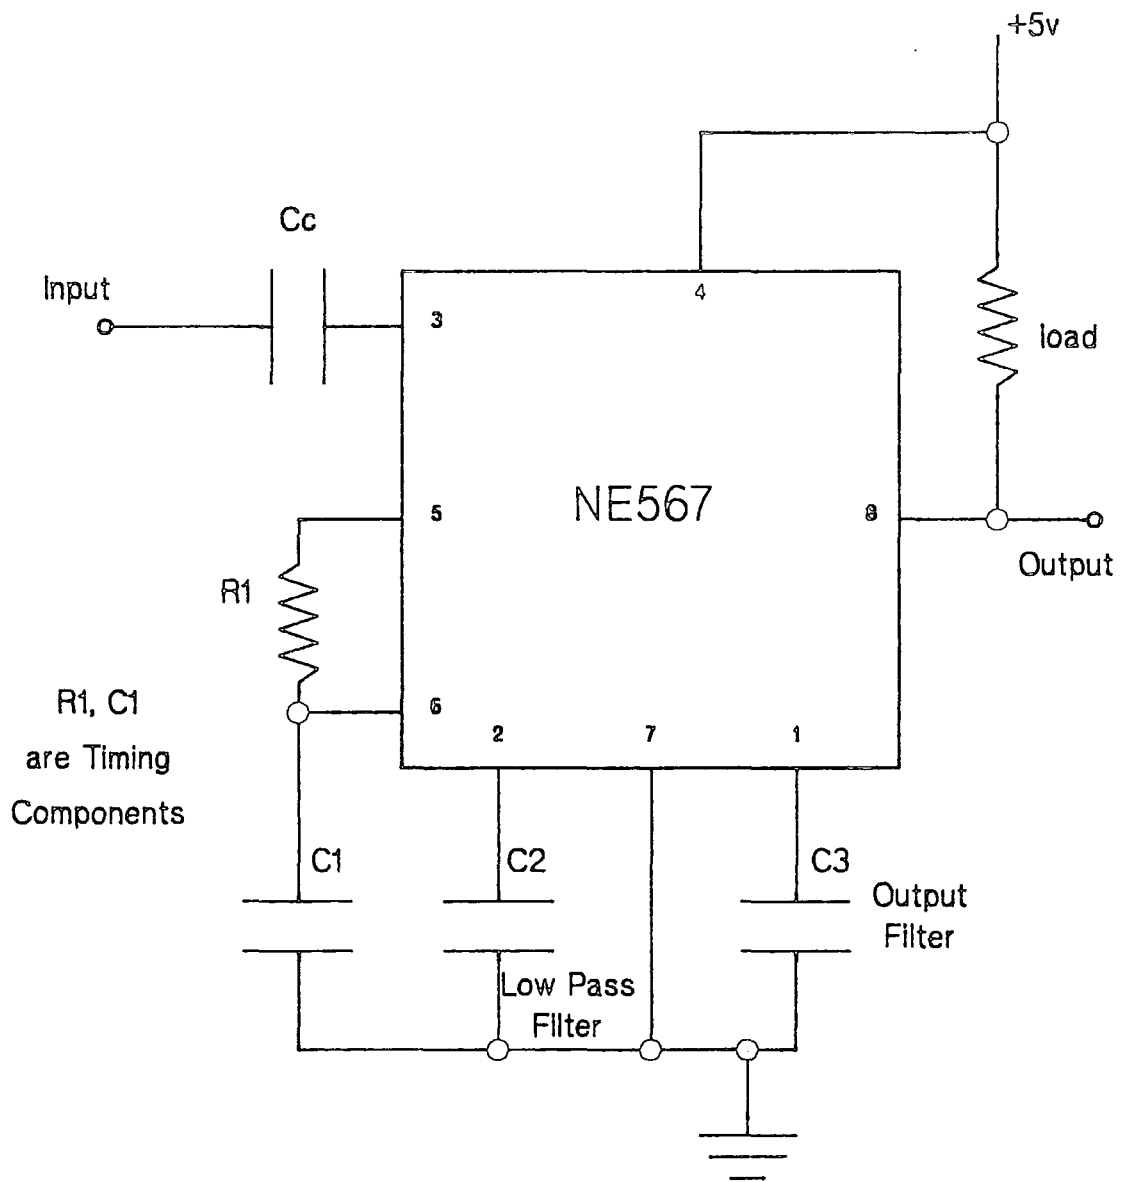 +5v
Cc
Input
4
3
load
NE567
5
8
Output
R1
6
R1, C1
are Timing
Components
2
7
1
C1
C2
C3
Output
Filter
Low Pass
Filter